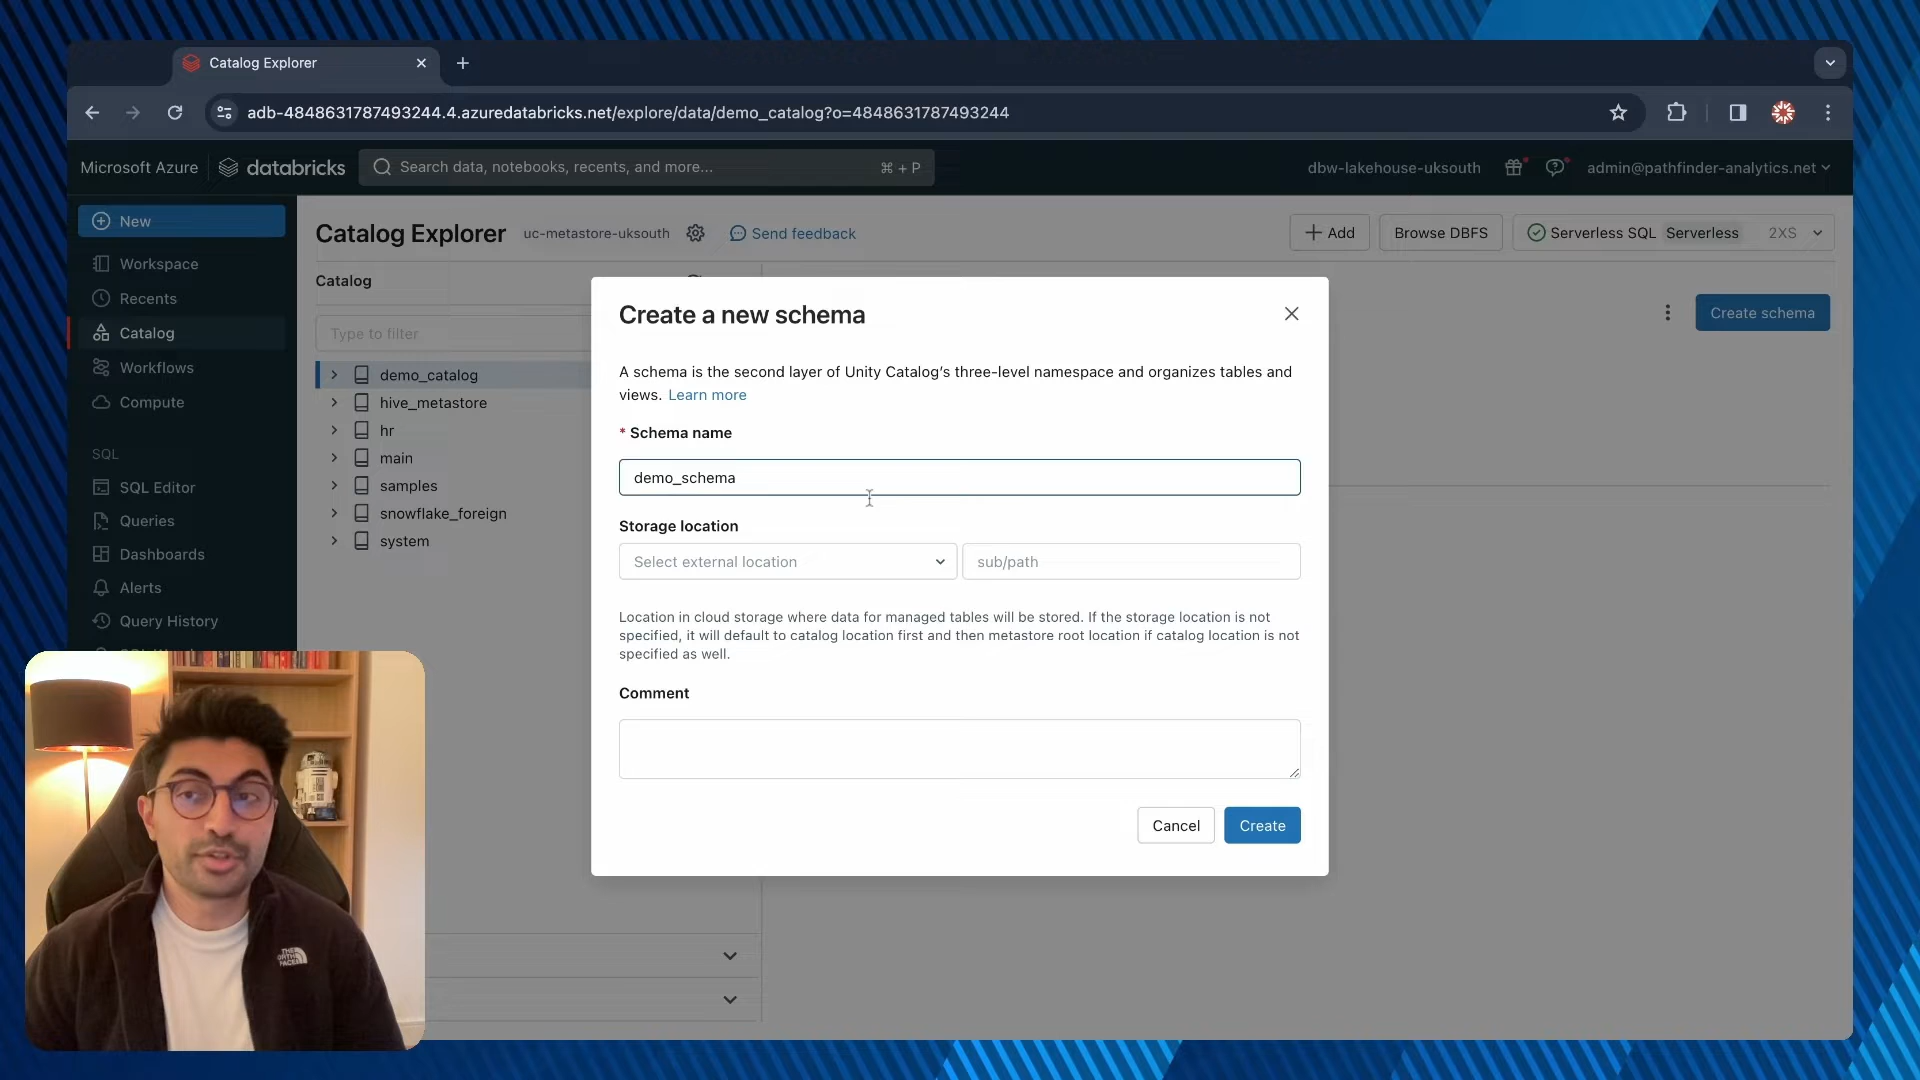 Catalog Explorer
adb-4848631787493244.4.azuredatabricks.net/explore/data/demo_catalog?o=4848631787493244
Microsoft Azure
databricks
Search data, notebooks, recents, and more...
⌘ + P
dbw-lakehouse-uksouth
admin@pathfinder-analytics.net
New
Workspace
Recents
Catalog
Workflows
Compute
SQL
SQL Editor
Queries
Dashboards
Alerts
Query History
Catalog Explorer
uc-metastore-uksouth
Send feedback
+ Add
Browse DBFS
Serverless SQL Serverless 2XS
Catalog
Type to filter
demo_catalog
hive_metastore
hr
main
samples
snowflake_foreign
system
Create schema
Create a new schema
A schema is the second layer of Unity Catalog’s three-level namespace and organizes tables and
views. Learn more
* Schema name
demo_schema
Storage location
Select external location
sub/path
Location in cloud storage where data for managed tables will be stored. If the storage location is not
specified, it will default to catalog location first and then metastore root location if catalog location is not
specified as well.
Comment
Cancel
Create
THE
NORTH
FACE